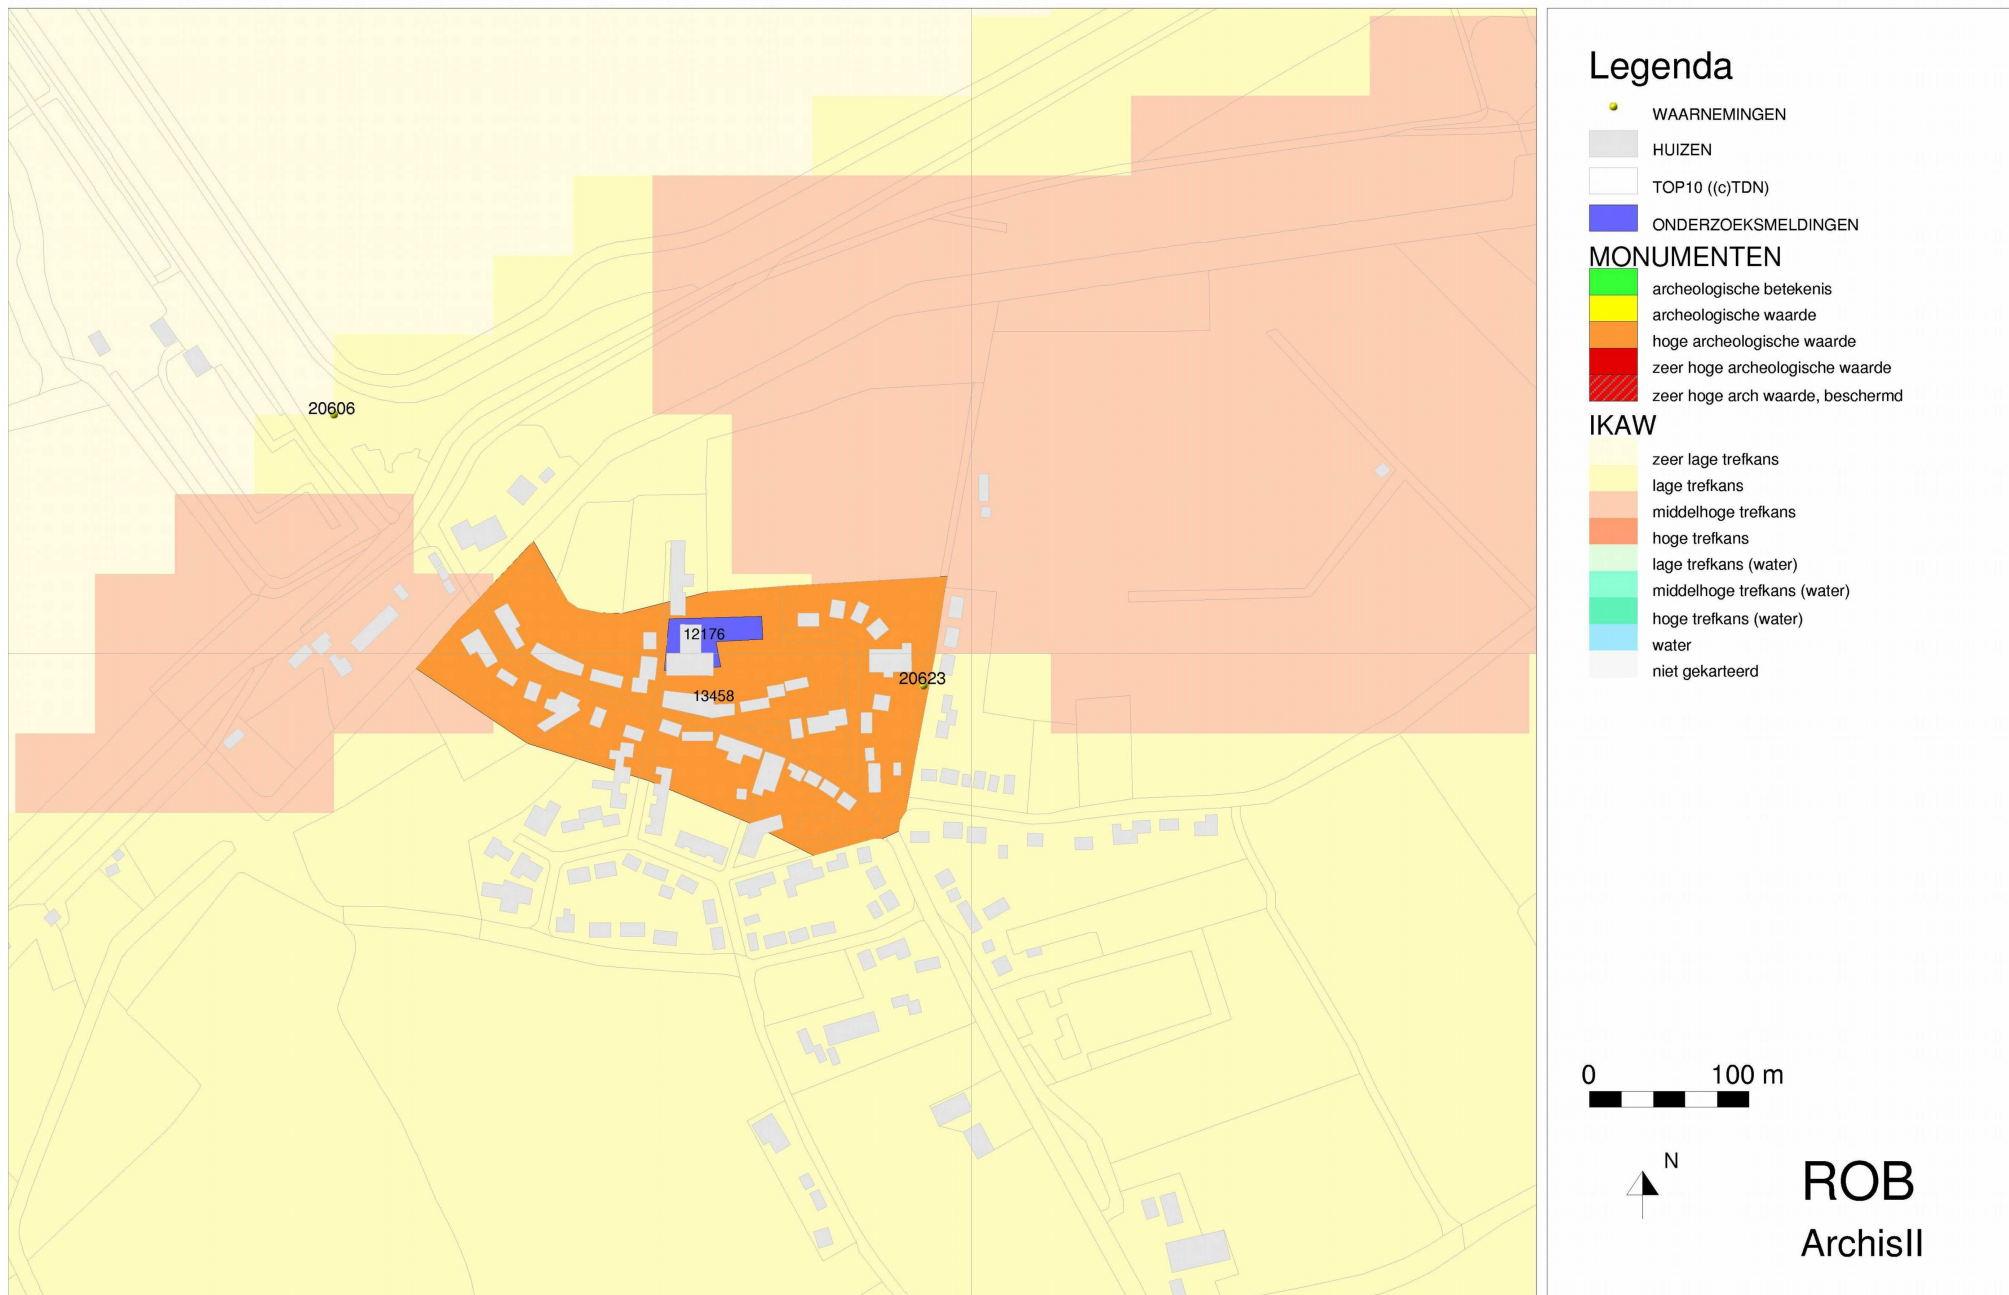 20606
12176
20623
13458
Legenda
WAARNEMINGEN
HUIZEN
TOP10 ((c)TDN)
ONDERZOEKSMELDINGEN
MONUMENTEN
archeologische betekenis
archeologische waarde
hoge archeologische waarde
zeer hoge archeologische waarde
zeer hoge arch waarde, beschermd
IKAW
zeer lage trefkans
lage trefkans
middelhoge trefkans
hoge trefkans
lage trefkans (water)
middelhoge trefkans (water)
hoge trefkans (water)
water
niet gekarteerd
0 100 m
N
ROB
ArchisII